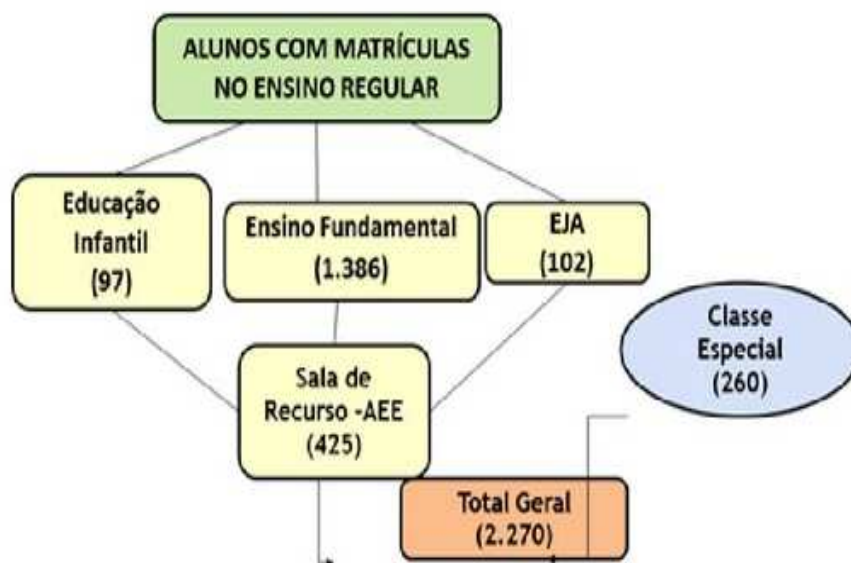 ALUNOS COM MATRÍCULAS
NO ENSINO REGULAR
Educação
Infantil
(97)
Ensino Fundamental
(1.386)
EJA
(102)
Classe
Especial
(260)
Sala de
Recurso -AEE
(425)
Total Geral
(2.270)